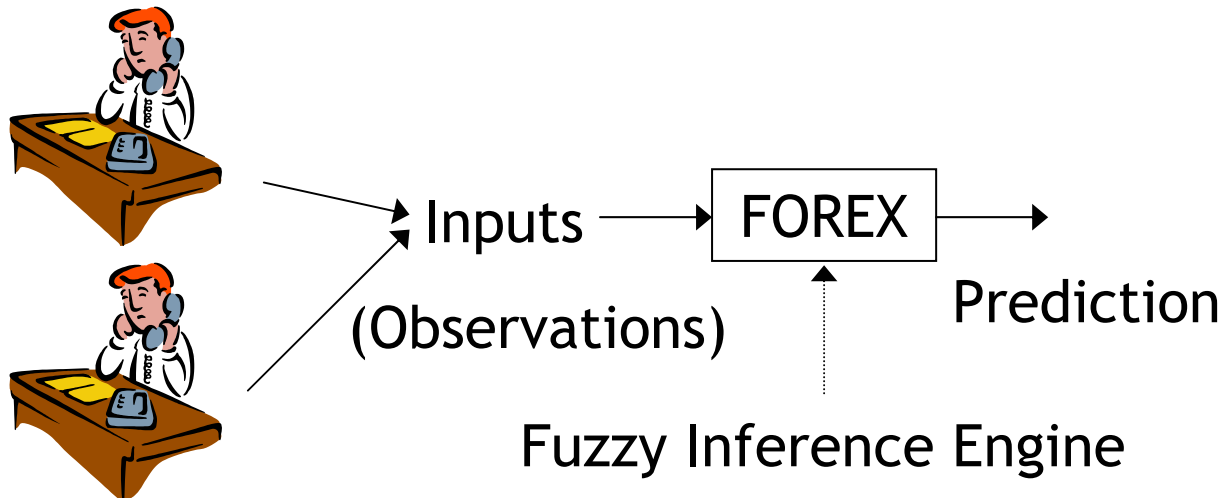 Inputs
FOREX
Prediction
(Observations)
Fuzzy Inference Engine